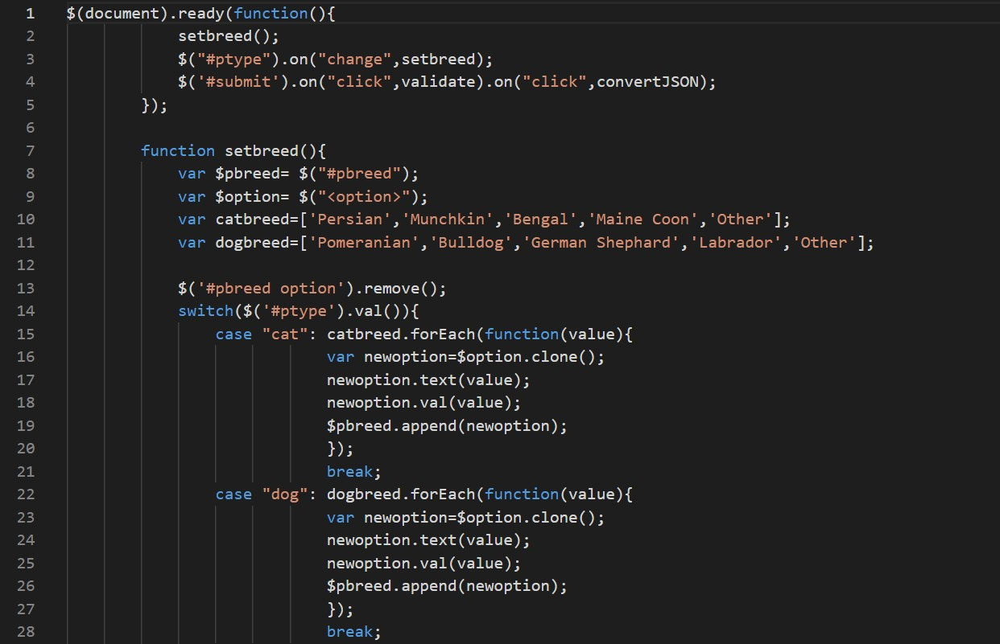 1 $(document).ready(function(){
2 setbreed();
3 $("#ptype").on("change",setbreed);
4 $('#submit').on("click",validate).on("click",convertJSON);
5 });
6
7 function setbreed(){
8 var $pbreed= $("#pbreed");
9 var $option= $("<option>");
10 var catbreed=['Persian','Munchkin','Bengal','Maine Coon','Other'];
11 var dogbreed=['Pomeranian','Bulldog','German Shephard','Labrador','Other'];
12
13 $('#pbreed option').remove();
14 switch($('#ptype').val()){
15 case "cat": catbreed.forEach(function(value){
16 var newoption=$option.clone();
17 newoption.text(value);
18 newoption.val(value);
19 $pbreed.append(newoption);
20 });
21 break;
22 case "dog": dogbreed.forEach(function(value){
23 var newoption=$option.clone();
24 newoption.text(value);
25 newoption.val(value);
26 $pbreed.append(newoption);
27 });
28 break;